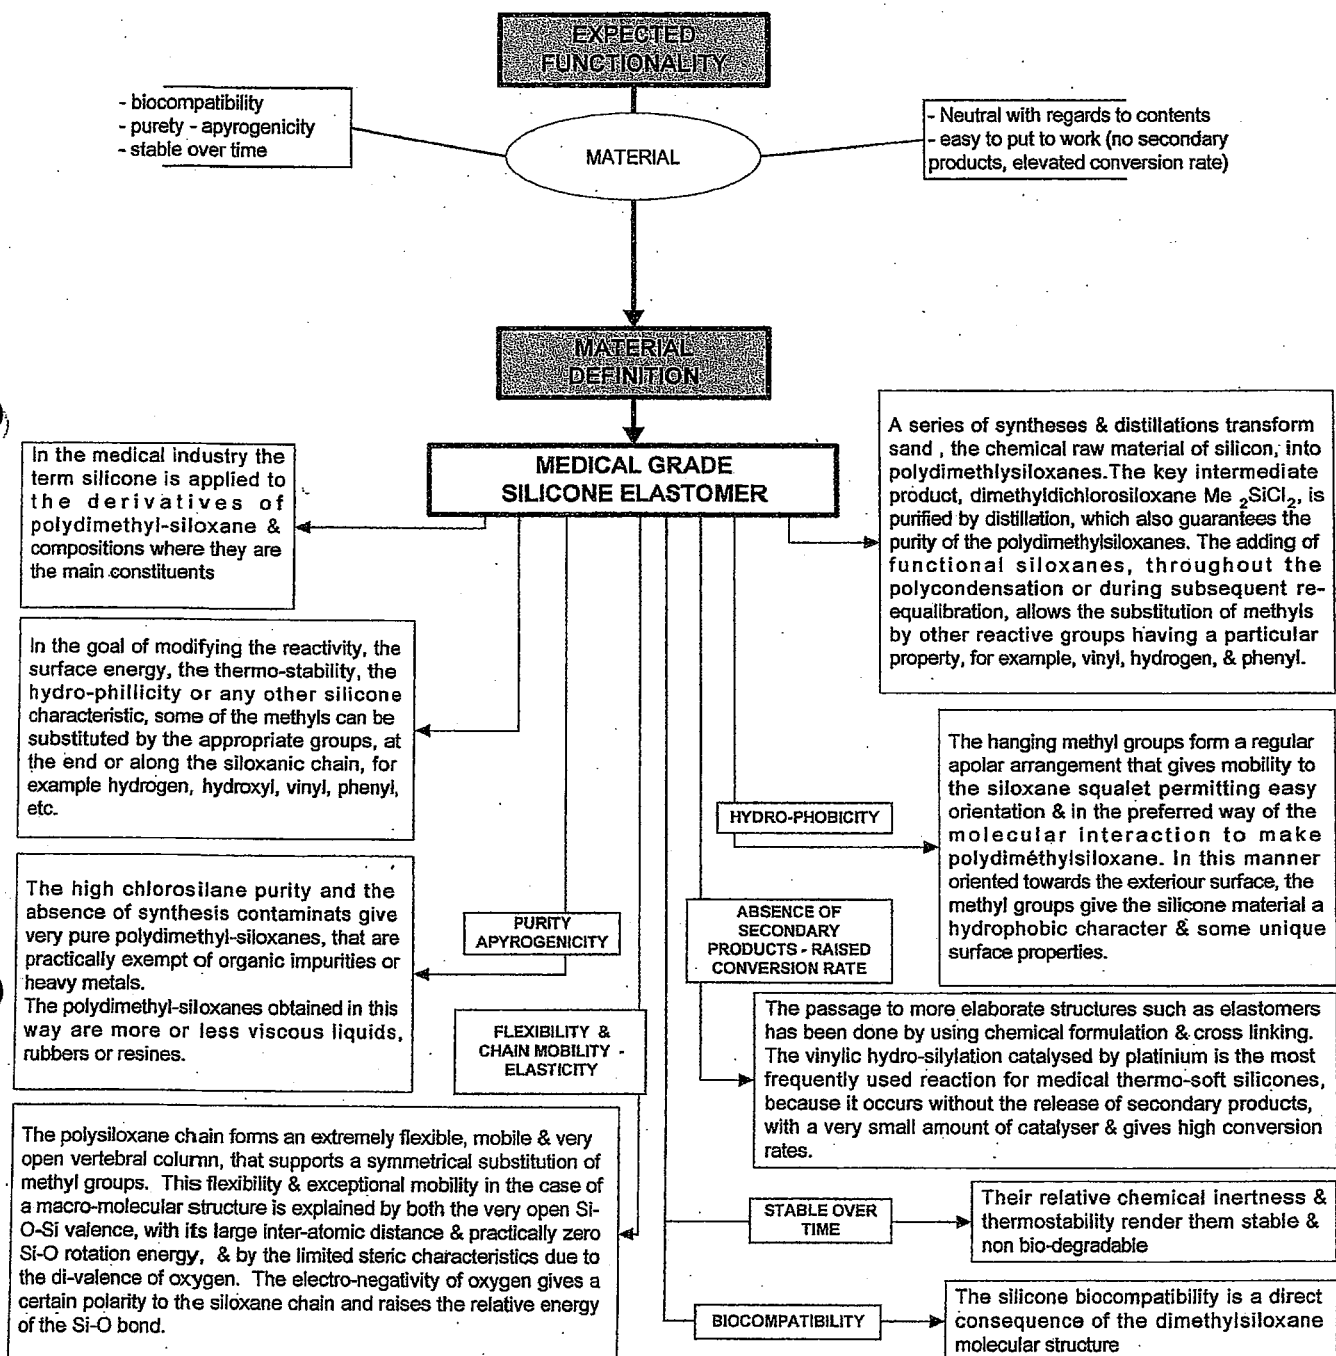 EXPECTED
FUNCTIONALITY
- biocompatibility
- purety - apyrogenicity
- stable over time
MATERIAL
- Neutral with regards to contents
- easy to put to work (no secondary
products, elevated conversion rate)
MATERIAL
DEFINITION
MEDICAL GRADE
SILICONE ELASTOMER
In the medical industry the
term silicone is applied to
the derivatives of
polydimethyl-siloxane &
compositions where they are
the main constituents
A series of syntheses & distillations transform
sand , the chemical raw material of silicon, into
polydimethlysiloxanes.The key intermediate
product, dimethyldichlorosiloxane Me ₂SiCl₂, is
purified by distillation, which also guarantees the
purity of the polydimethylsiloxanes. The adding of
functional siloxanes, throughout the
polycondensation or during subsequent re-
equalibration, allows the substitution of methyls
by other reactive groups having a particular
property, for example, vinyl, hydrogen, & phenyl.
In the goal of modifying the reactivity, the
surface energy, the thermo-stability, the
hydro-phillicity or any other silicone
characteristic, some of the methyls can be
substituted by the appropriate groups, at
the end or along the siloxanic chain, for
example hydrogen, hydroxyl, vinyl, phenyl,
etc.
HYDRO-PHOBICITY
The hanging methyl groups form a regular
apolar arrangement that gives mobility to
the siloxane squalet permitting easy
orientation & in the preferred way of the
molecular interaction to make
polydiméthylsiloxane. In this manner
oriented towards the exteriour surface, the
methyl groups give the silicone material a
hydrophobic character & some unique
surface properties.
The high chlorosilane purity and the
absence of synthesis contaminats give
very pure polydimethyl-siloxanes, that are
practically exempt of organic impurities or
heavy metals.
The polydimethyl-siloxanes obtained in this
way are more or less viscous liquids,
rubbers or resines.
PURITY
APYROGENICITY
ABSENCE OF
SECONDARY
PRODUCTS - RAISED
CONVERSION RATE
FLEXIBILITY &
CHAIN MOBILITY -
ELASTICITY
The passage to more elaborate structures such as elastomers
has been done by using chemical formulation & cross linking.
The vinylic hydro-silylation catalysed by platinium is the most
frequently used reaction for medical thermo-soft silicones,
because it occurs without the release of secondary products,
with a very small amount of catalyser & gives high conversion
rates.
The polysiloxane chain forms an extremely flexible, mobile & very
open vertebral column, that supports a symmetrical substitution of
methyl groups. This flexibility & exceptional mobility in the case of
a macro-molecular structure is explained by both the very open Si-
O-Si valence, with its large inter-atomic distance & practically zero
Si-O rotation energy, & by the limited steric characteristics due to
the di-valence of oxygen. The electro-negativity of oxygen gives a
certain polarity to the siloxane chain and raises the relative energy
of the Si-O bond.
STABLE OVER
TIME
Their relative chemical inertness &
thermostability render them stable &
non bio-degradable
BIOCOMPATIBILITY
The silicone biocompatibility is a direct
consequence of the dimethylsiloxane
molecular structure